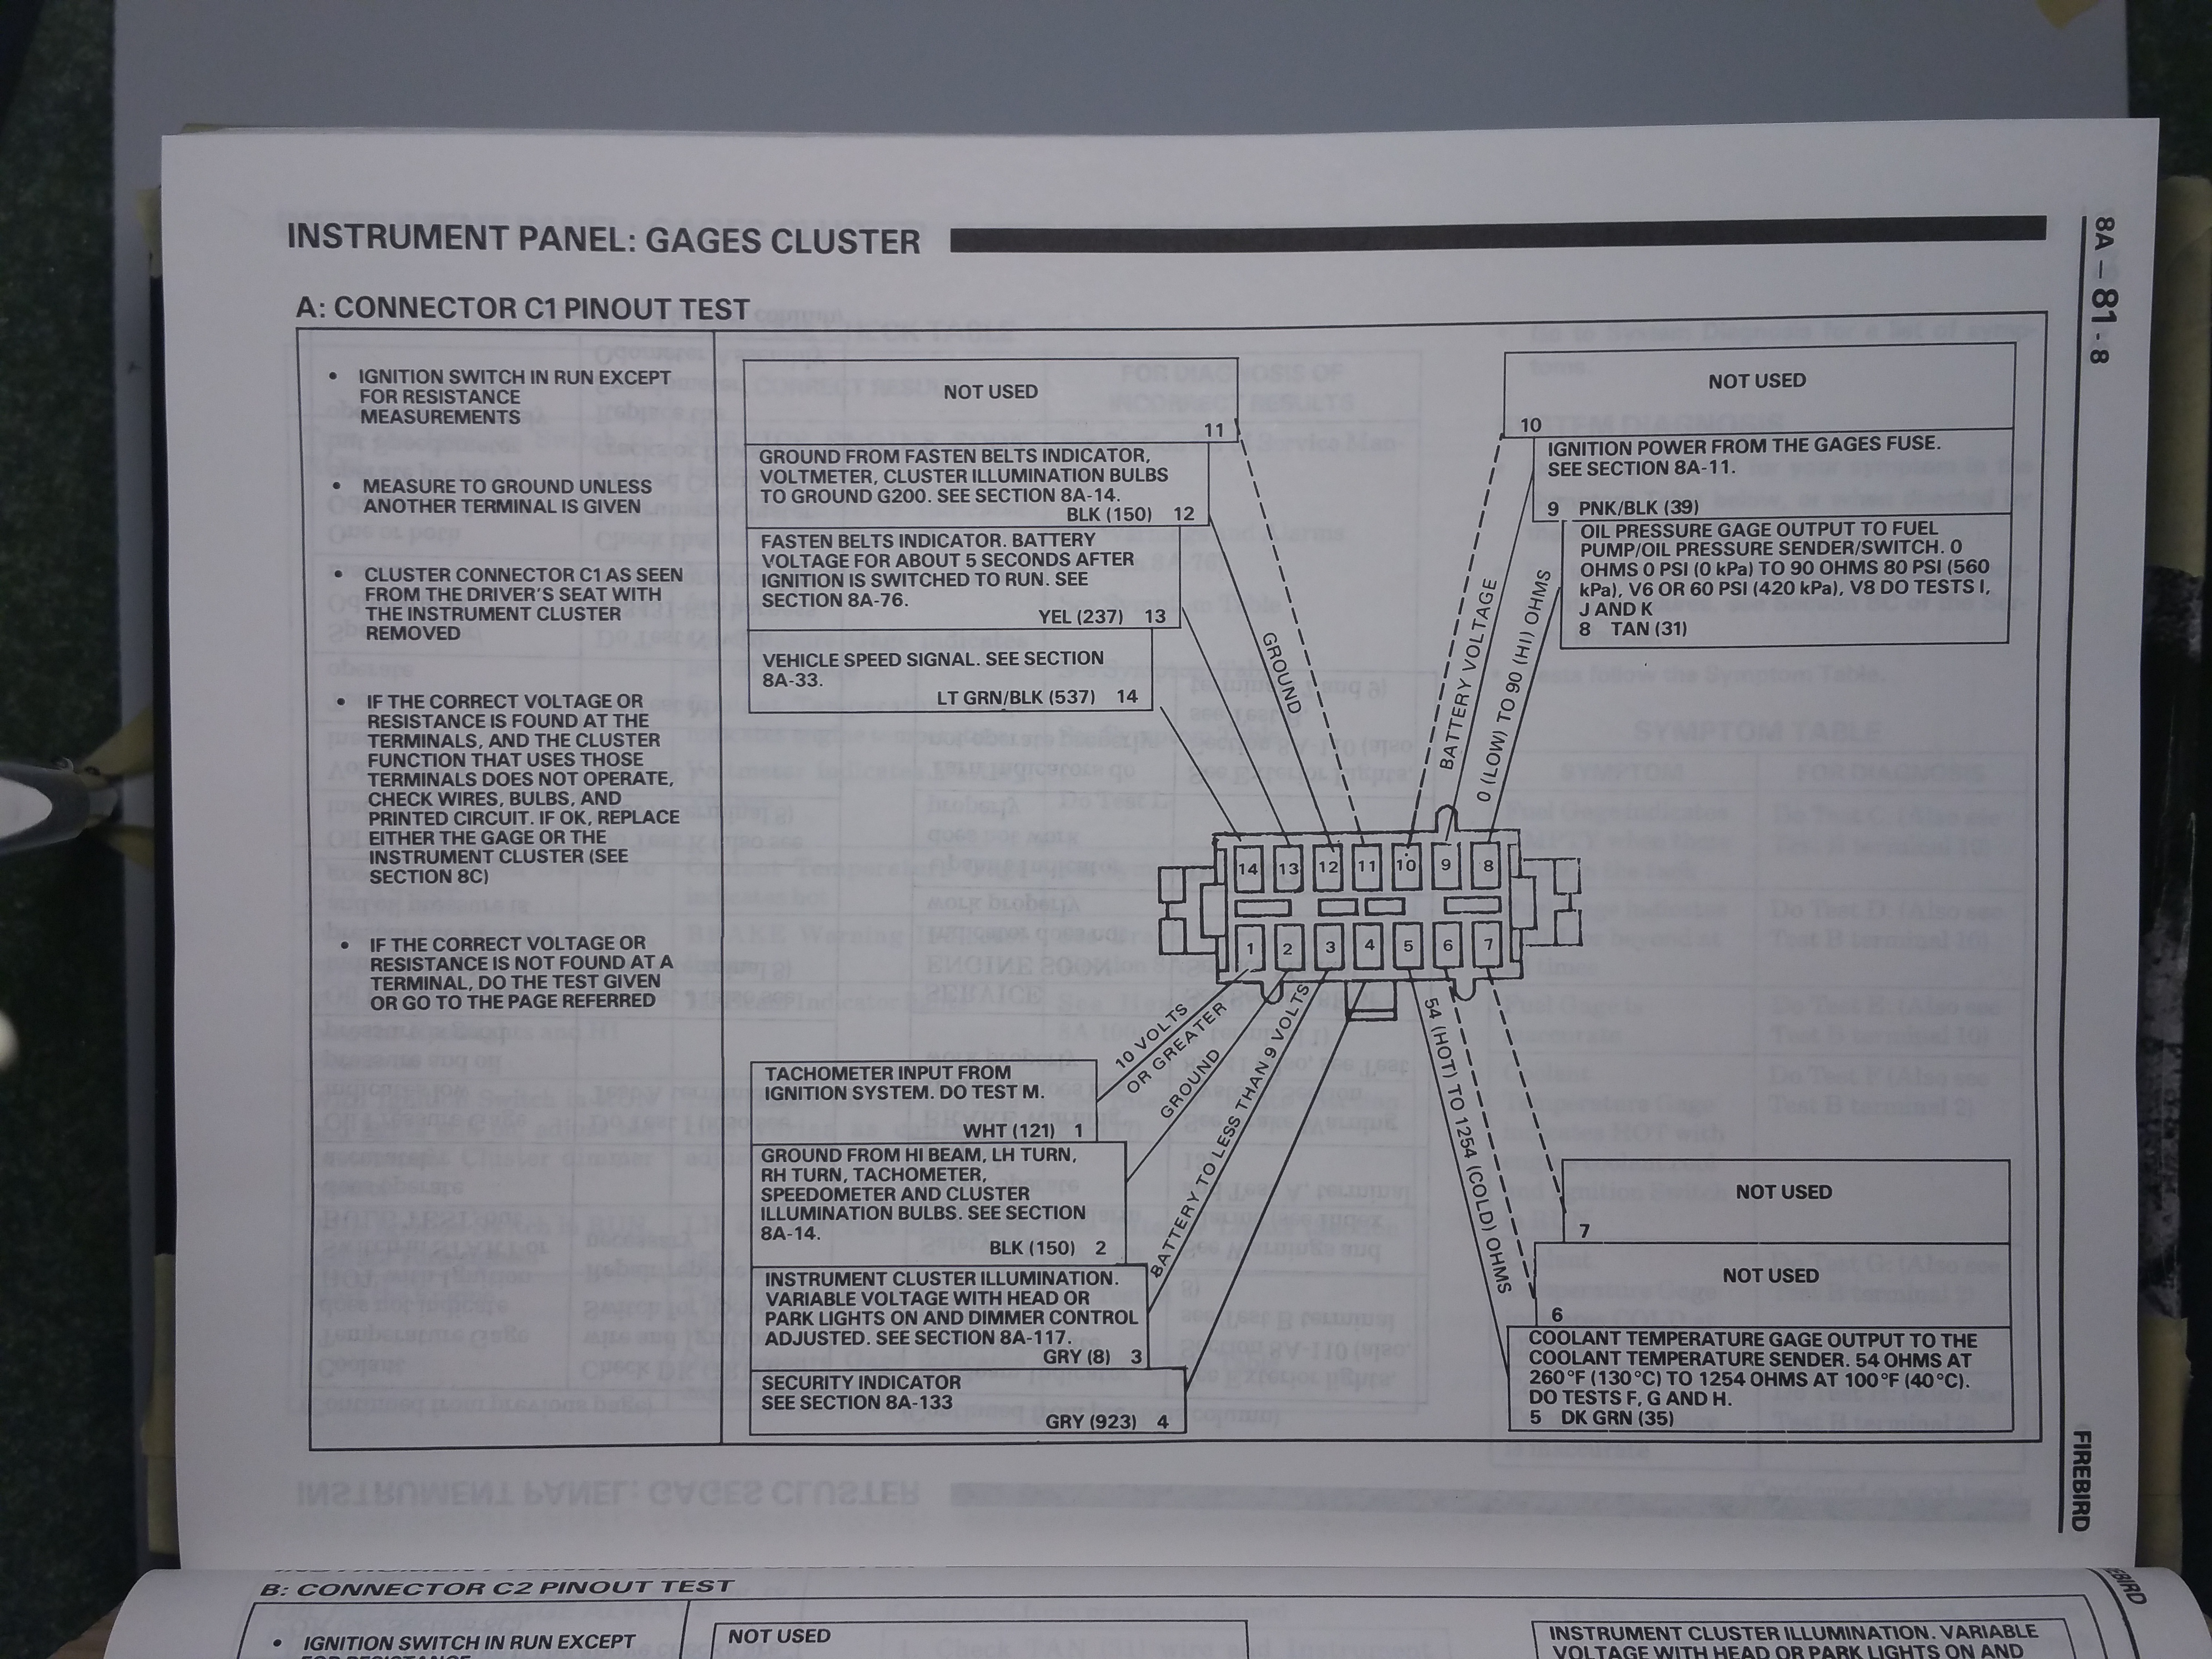 INSTRUMENT PANEL: GAGES CLUSTER
8A – 81 - 8
A: CONNECTOR C1 PINOUT TEST
• IGNITION SWITCH IN RUN EXCEPT
FOR RESISTANCE
MEASUREMENTS
• MEASURE TO GROUND UNLESS
ANOTHER TERMINAL IS GIVEN
• CLUSTER CONNECTOR C1 AS SEEN
FROM THE DRIVER'S SEAT WITH
THE INSTRUMENT CLUSTER
REMOVED
• IF THE CORRECT VOLTAGE OR
RESISTANCE IS FOUND AT THE
TERMINALS, AND THE CLUSTER
FUNCTION THAT USES THOSE
TERMINALS DOES NOT OPERATE,
CHECK WIRES, BULBS, AND
PRINTED CIRCUIT. IF OK, REPLACE
EITHER THE GAGE OR THE
INSTRUMENT CLUSTER (SEE
SECTION 8C)
• IF THE CORRECT VOLTAGE OR
RESISTANCE IS NOT FOUND AT A
TERMINAL, DO THE TEST GIVEN
OR GO TO THE PAGE REFERRED
NOT USED
11
GROUND FROM FASTEN BELTS INDICATOR,
VOLTMETER, CLUSTER ILLUMINATION BULBS
TO GROUND G200. SEE SECTION 8A-14.
BLK (150) 12
FASTEN BELTS INDICATOR. BATTERY
VOLTAGE FOR ABOUT 5 SECONDS AFTER
IGNITION IS SWITCHED TO RUN. SEE
SECTION 8A-76.
YEL (237) 13
VEHICLE SPEED SIGNAL. SEE SECTION
8A-33.
LT GRN/BLK (537) 14
NOT USED
10
IGNITION POWER FROM THE GAGES FUSE.
SEE SECTION 8A-11.
9 PNK/BLK (39)
OIL PRESSURE GAGE OUTPUT TO FUEL
PUMP/OIL PRESSURE SENDER/SWITCH. 0
OHMS 0 PSI (0 kPa) TO 90 OHMS 80 PSI (560
kPa), V6 OR 60 PSI (420 kPa), V8 DO TESTS I,
J AND K
8 TAN (31)
GROUND
BATTERY VOLTAGE
0 (LOW) TO 90 (HI) OHMS
14 13 12 11 10 9 8
1 2 3 4 5 6 7
10 VOLTS
OR GREATER
GROUND
BATTERY TO LESS THAN 9 VOLTS
54 (HOT) TO 1254 (COLD) OHMS
TACHOMETER INPUT FROM
IGNITION SYSTEM. DO TEST M.
WHT (121) 1
GROUND FROM HI BEAM, LH TURN,
RH TURN, TACHOMETER,
SPEEDOMETER AND CLUSTER
ILLUMINATION BULBS. SEE SECTION
8A-14.
BLK (150) 2
INSTRUMENT CLUSTER ILLUMINATION.
VARIABLE VOLTAGE WITH HEAD OR
PARK LIGHTS ON AND DIMMER CONTROL
ADJUSTED. SEE SECTION 8A-117.
GRY (8) 3
SECURITY INDICATOR
SEE SECTION 8A-133
GRY (923) 4
NOT USED
7
NOT USED
6
COOLANT TEMPERATURE GAGE OUTPUT TO THE
COOLANT TEMPERATURE SENDER. 54 OHMS AT
260°F (130°C) TO 1254 OHMS AT 100°F (40°C).
DO TESTS F, G AND H.
5 DK GRN (35)
FIREBIRD
B: CONNECTOR C2 PINOUT TEST
• IGNITION SWITCH IN RUN EXCEPT
NOT USED
INSTRUMENT CLUSTER ILLUMINATION. VARIABLE
VOLTAGE WITH HEAD OR PARK LIGHTS ON AND